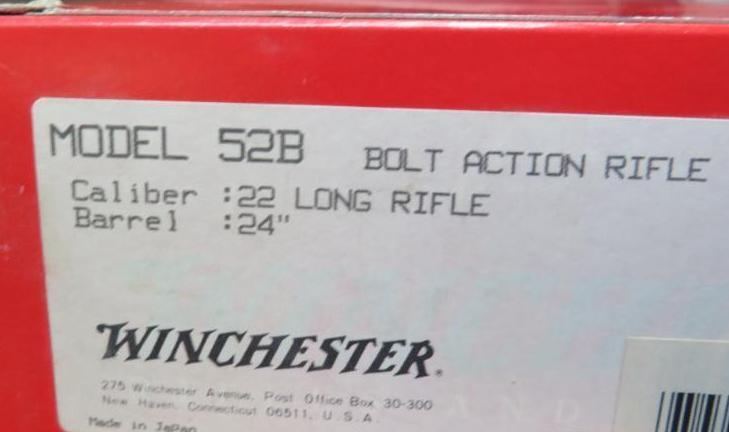 MODEL 52B BOLT ACTION RIFLE
Caliber :22 LONG RIFLE
Barrel :24"
WINCHESTER®
275 Winchester Avenue, Post Office Box 30-300
New Haven, Connecticut 06511, U.S.A.
Made in Japan